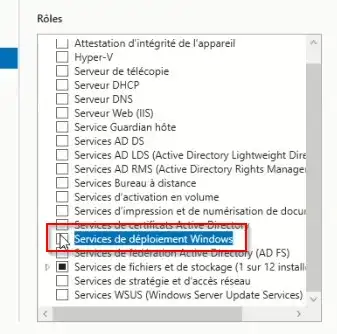 Rôles
Attestation d'intégrité de l'appareil
Hyper-V
Serveur de télécopie
Serveur DHCP
Serveur DNS
Serveur Web (IIS)
Service Guardian hôte
Services AD DS
Services AD LDS (Active Directory Lightweight Dire
Services AD RMS (Active Directory Rights Manager
Services Bureau à distance
Services d'activation en volume
Services d'impression et de numérisation de docu
Services de certificats Active Directory
Services de déploiement Windows
Services de fédération Active Directory (AD FS)
Services de fichiers et de stockage (1 sur 12 install
Services de stratégie et d'accès réseau
Services WSUS (Windows Server Update Services)